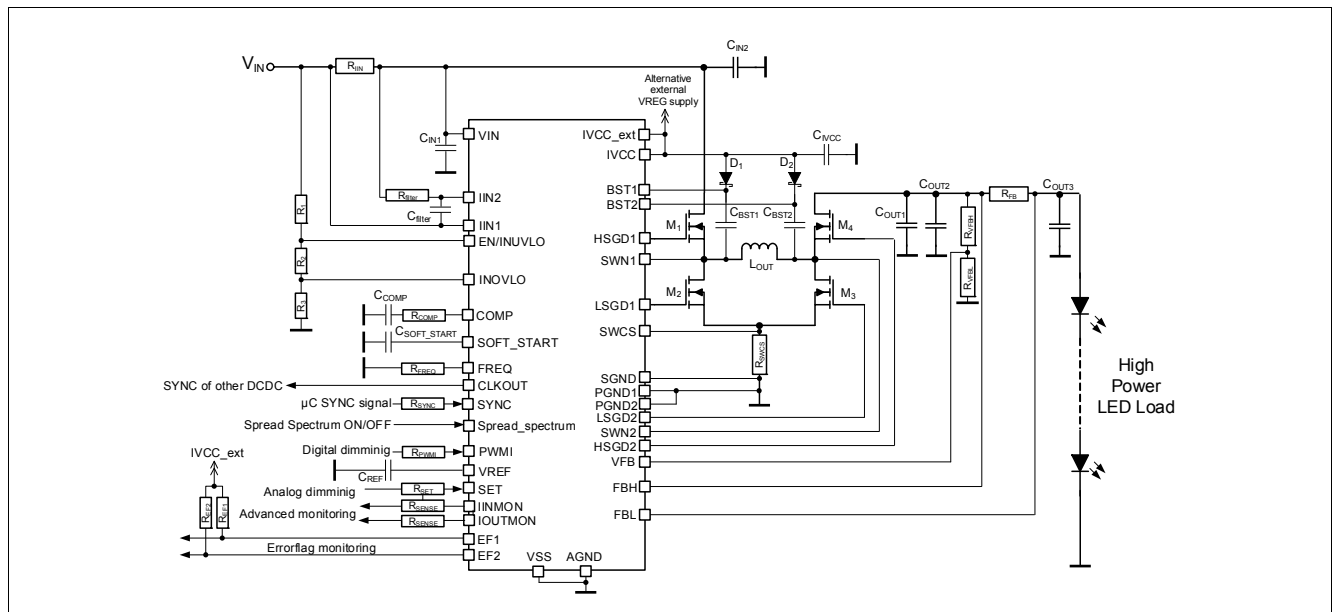 CIN2
VIN
RIIN
Alternative
external
VREG supply
CIN1
VIN
IVCC_ext
IVCC
CIVCC
D1
D2
Rfilter
IIN2
Cfilter
IIN1
BST1
BST2
CBST1
CBST2
R1
EN/INUVLO
HSGD1
M1
M4
SWN1
LOUT
COUT1
COUT2
RFB
COUT3
RVFBH
RVFBL
R2
INOVLO
R3
LSGD1
M2
M3
CCOMP
RCOMP
COMP
SWCS
CSOFT_START
SOFT_START
RSWCS
RFREQ
FREQ
SGND
SYNC of other DCDC
CLKOUT
PGND1
µC SYNC signal
RSYNC
SYNC
PGND2
LSGD2
Spread Spectrum ON/OFF
Spread_spectrum
SWN2
HSGD2
IVCC_ext
Digital dimminig
RPWMI
PWMI
VFB
CREF
VREF
Analog dimminig
RSET
SET
FBH
RSENSE
IINMON
Advanced monitoring
RSENSE
IOUTMON
FBL
REF2
REF1
EF1
Errorflag monitoring
EF2
VSS
AGND
High
Power
LED Load